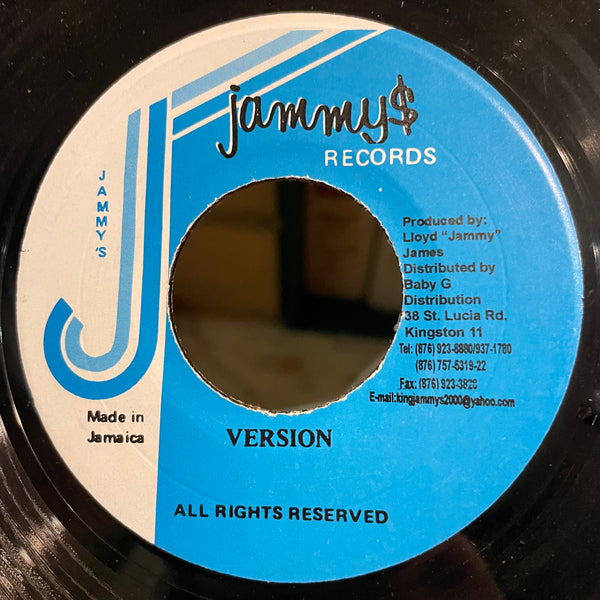 jammy$
RECORDS
JAMMY'S
Produced by:
Lloyd "Jammy"
James
Distributed by
Baby G
Distribution
38 St. Lucia Rd.
Kingston 11
Tel: (876) 923-8880/937-1780
(876) 757-5319-22
Fax: (876) 923-3926
E-mail:kingjammys2000@yahoo.com
Made in
Jamaica
VERSION
ALL RIGHTS RESERVED